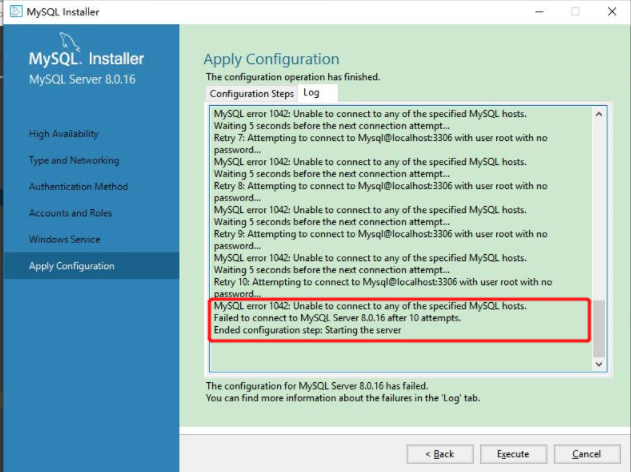 MySQL Installer
MySQL. Installer
MySQL Server 8.0.16
High Availability
Type and Networking
Authentication Method
Accounts and Roles
Windows Service
Apply Configuration
Apply Configuration
The configuration operation has finished.
Configuration Steps Log
MySQL error 1042: Unable to connect to any of the specified MySQL hosts.
Waiting 5 seconds before the next connection attempt...
Retry 7: Attempting to connect to Mysql@localhost:3306 with user root with no
password...
MySQL error 1042: Unable to connect to any of the specified MySQL hosts.
Waiting 5 seconds before the next connection attempt...
Retry 8: Attempting to connect to Mysql@localhost:3306 with user root with no
password...
MySQL error 1042: Unable to connect to any of the specified MySQL hosts.
Waiting 5 seconds before the next connection attempt...
Retry 9: Attempting to connect to Mysql@localhost:3306 with user root with no
password...
MySQL error 1042: Unable to connect to any of the specified MySQL hosts.
Waiting 5 seconds before the next connection attempt...
Retry 10: Attempting to connect to Mysql@localhost:3306 with user root with no
password...
MySQL error 1042: Unable to connect to any of the specified MySQL hosts.
Failed to connect to MySQL Server 8.0.16 after 10 attempts.
Ended configuration step: Starting the server
The configuration for MySQL Server 8.0.16 has failed.
You can find more information about the failures in the 'Log' tab.
< Back Execute Cancel